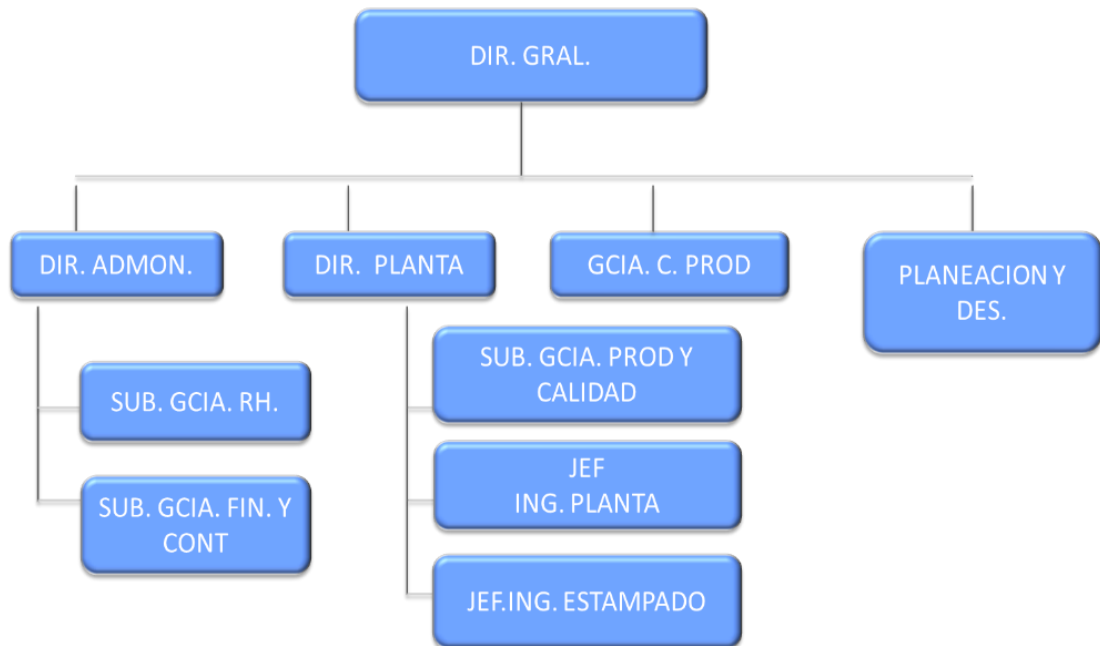 DIR. GRAL.
DIR. ADMON.
DIR. PLANTA
GCIA. C. PROD
PLANEACION Y
DES.
SUB. GCIA. RH.
SUB. GCIA. FIN. Y
CONT
SUB. GCIA. PROD Y
CALIDAD
JEF
ING. PLANTA
JEF.ING. ESTAMPADO